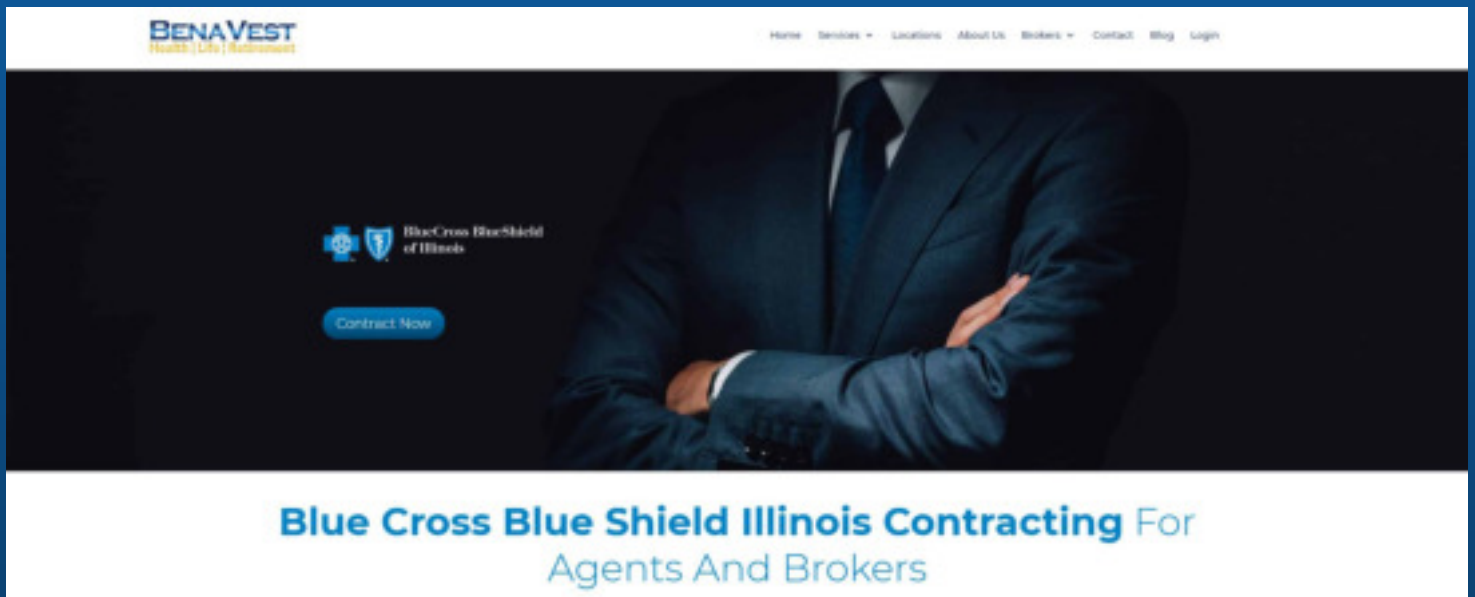 BENAVEST
Health | Life | Retirement
Home Services Locations About Us Brokers Contact Blog Login
BlueCross BlueShield
of Illinois
Contract Now
Blue Cross Blue Shield Illinois Contracting For
Agents And Brokers